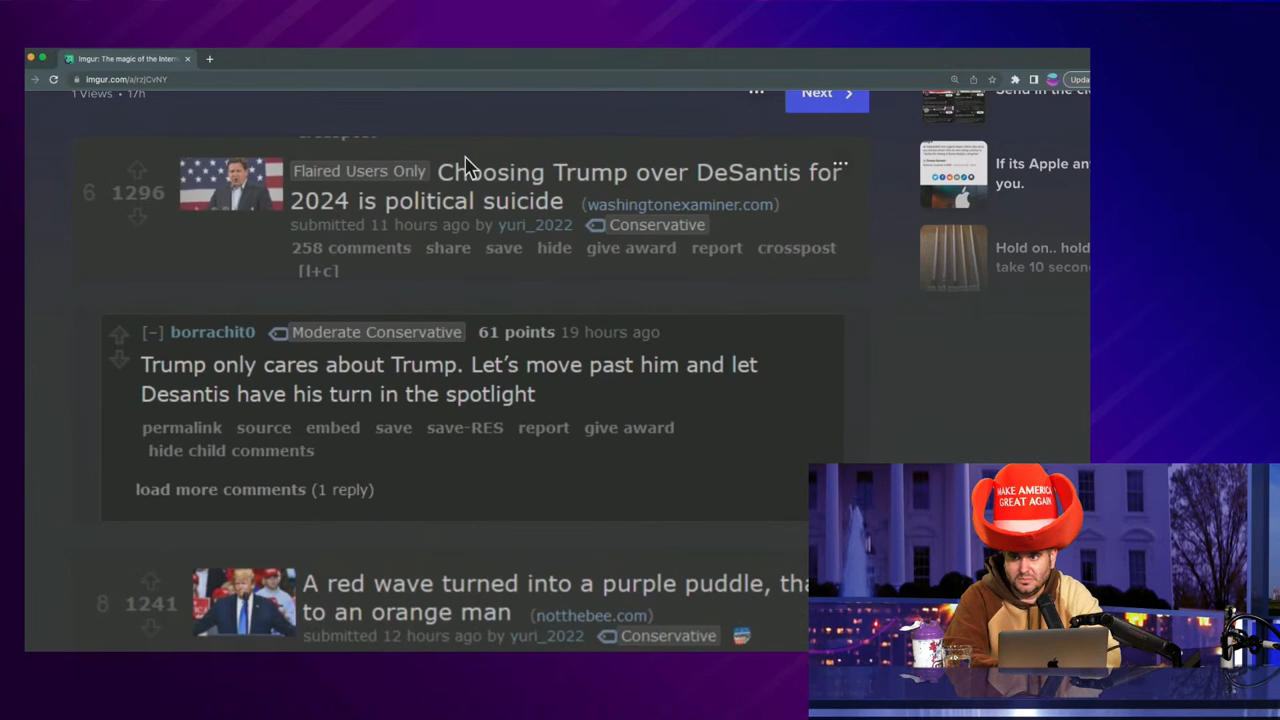 Imgur: The magic of the Intern
imgur.com/a/rzjCvNY
Upda
1 Views • 17h
Next
Send in the
If its Apple an
you.
Hold on.. hold
take 10 secon
crosspost
6
1296
Flaired Users Only Choosing Trump over DeSantis for
2024 is political suicide (washingtonexaminer.com)
submitted 11 hours ago by yuri_2022 Conservative
258 comments share save hide give award report crosspost
[l+c]
[–] borrachit0 Moderate Conservative 61 points 19 hours ago
Trump only cares about Trump. Let’s move past him and let
Desantis have his turn in the spotlight
permalink source embed save save-RES report give award
hide child comments
load more comments (1 reply)
8
1241
A red wave turned into a purple puddle, tha
to an orange man (notthebee.com)
submitted 12 hours ago by yuri_2022 Conservative
MAKE AMERICA
GREAT AGAIN